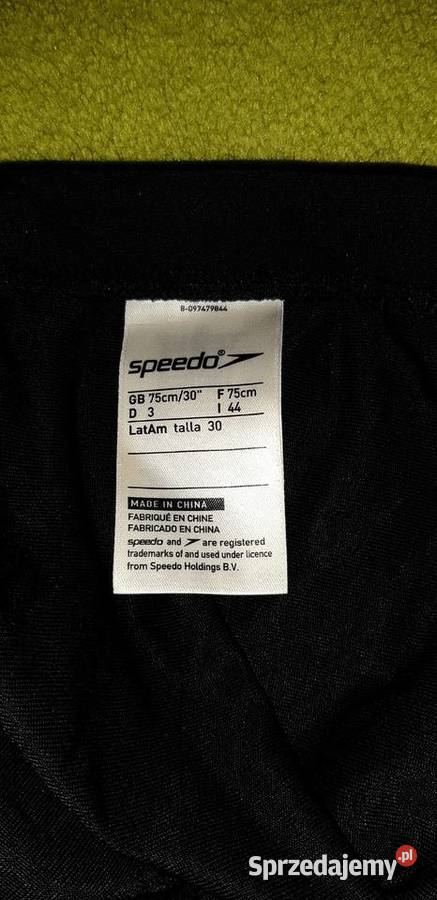 8-097479844
speedo®
GB 75cm/30" F 75cm
D 3 I 44
LatAm talla 30
MADE IN CHINA
FABRIQUÉ EN CHINE
FABRICADO EN CHINA
speedo and are registered
trademarks of and used under licence
from Speedo Holdings B.V.
Sprzedajemy.pl